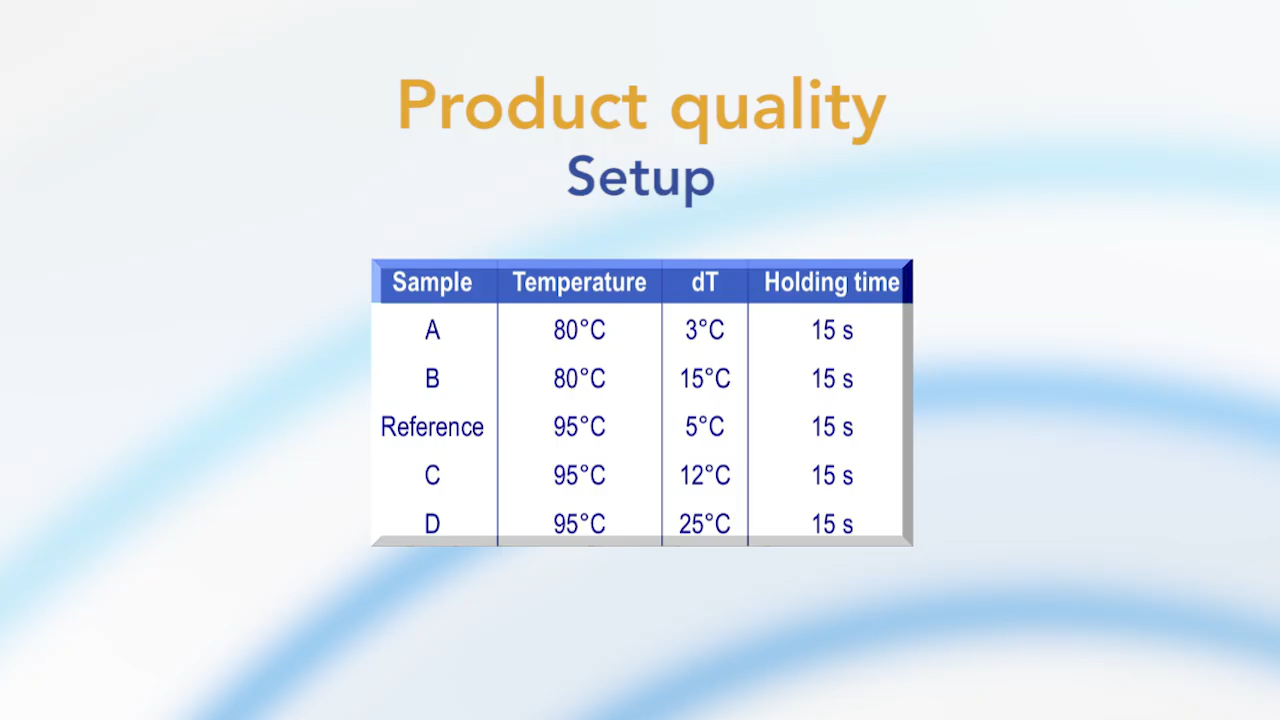 Product quality
Setup
Sample Temperature dT Holding time
A 80°C 3°C 15 s
B 80°C 15°C 15 s
Reference 95°C 5°C 15 s
C 95°C 12°C 15 s
D 95°C 25°C 15 s